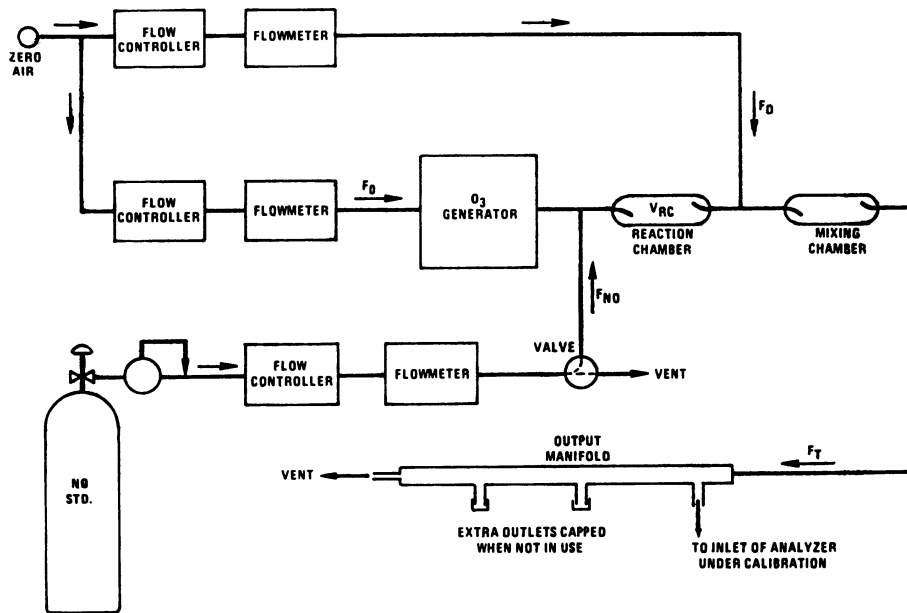 ZERO
AIR
FLOW
CONTROLLER
FLOWMETER
FD
FLOW
CONTROLLER
FLOWMETER
FO
O3
GENERATOR
VRC
REACTION
CHAMBER
MIXING
CHAMBER
FNO
VALVE
VENT
FLOW
CONTROLLER
FLOWMETER
NO
STD.
OUTPUT
MANIFOLD
FT
VENT
EXTRA OUTLETS CAPPED
WHEN NOT IN USE
TO INLET OF ANALYZER
UNDER CALIBRATION